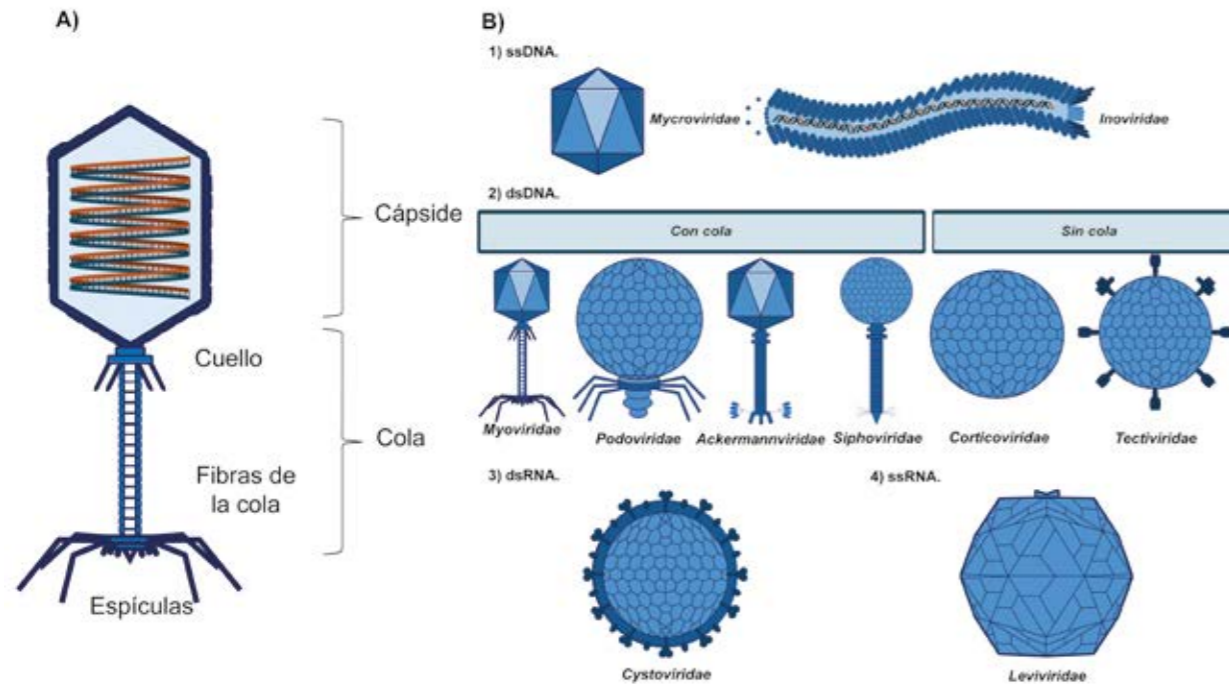 A)
Cápside
Cuello
Cola
Fibras de
la cola
Espículas
B)
1) ssDNA.
Mycroviridae
Inoviridae
2) dsDNA.
Con cola
Sin cola
Myoviridae
Podoviridae
Ackermannviridae
Siphoviridae
Corticoviridae
Tectiviridae
3) dsRNA.
4) ssRNA.
Cystoviridae
Leviviridae